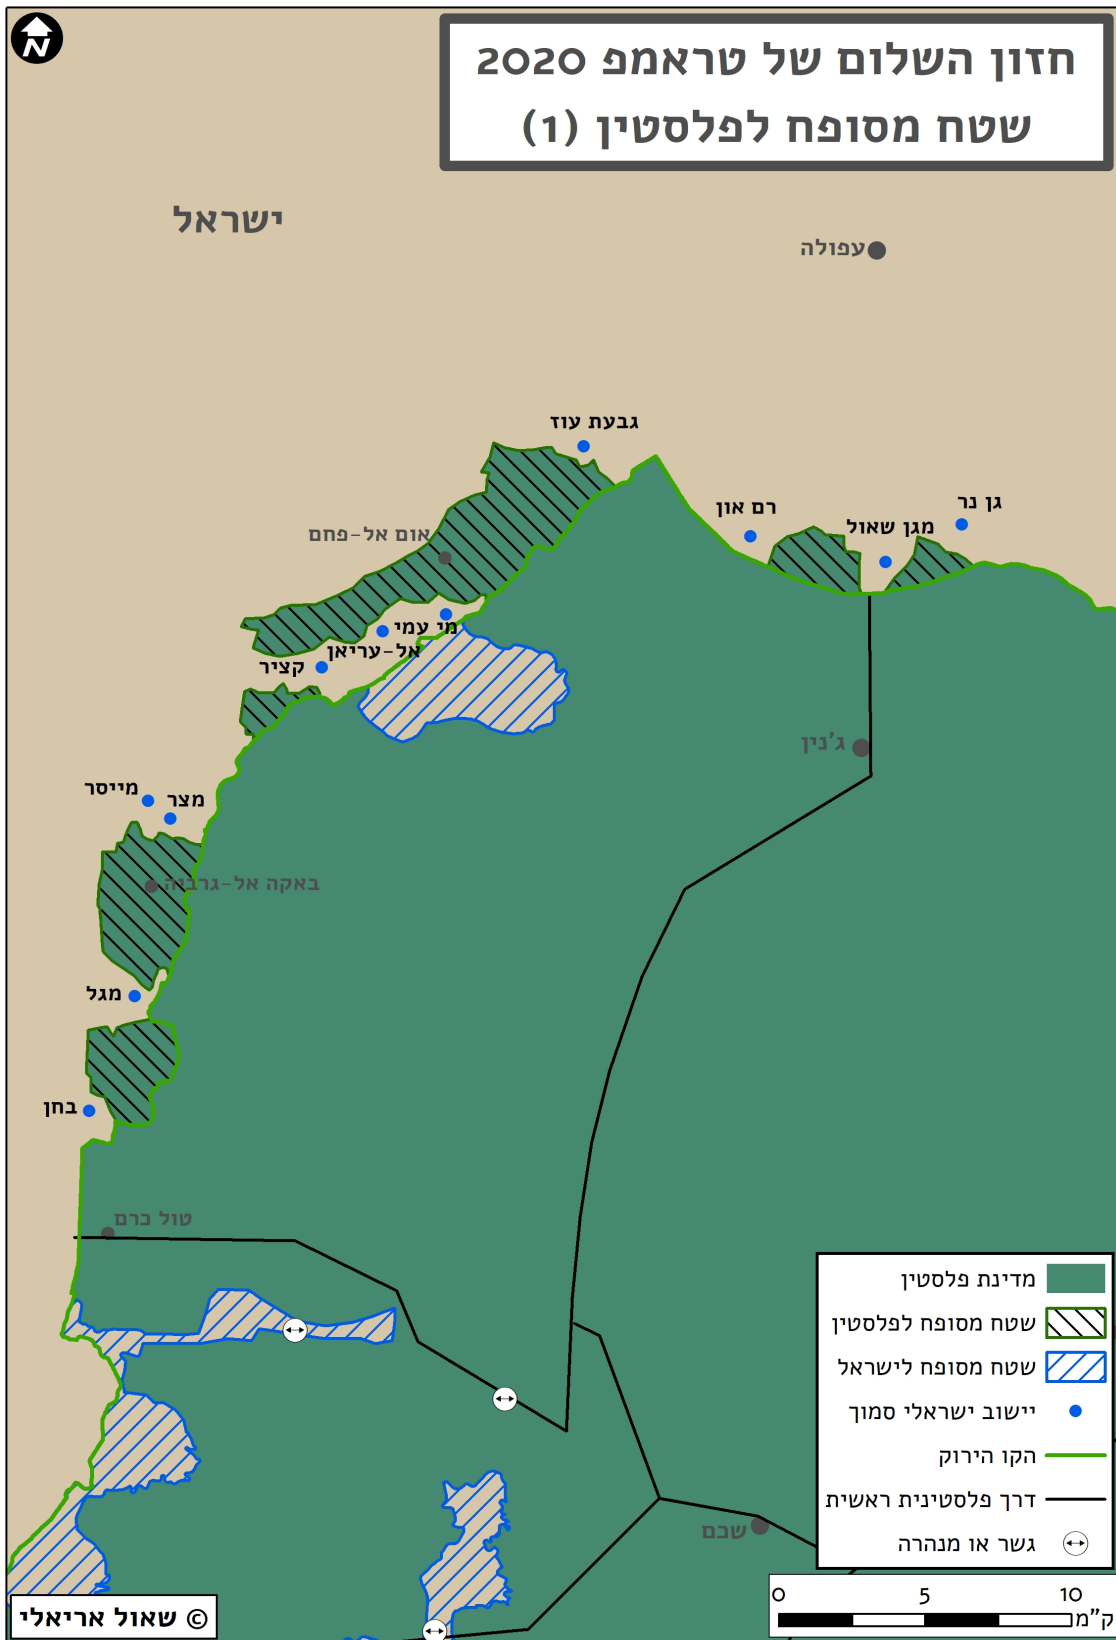 N
חזון השלום של טראמפ 2020
שטח מסופח לפלסטין (1)
ישראל
עפולה
גבעת עוז
גן נר
רם און
מגן שאול
אום אל-פחם
מי עמי
אל-עריאן
קציר
ג'נין
מייסר
מצר
באקה אל-גרביה
מגל
בחן
טול כרם
שכם
מדינת פלסטין
שטח מסופח לפלסטין
שטח מסופח לישראל
יישוב ישראלי סמוך
הקו הירוק
דרך פלסטינית ראשית
גשר או מנהרה
0 5 10
ק"מ
© שאול אריאלי